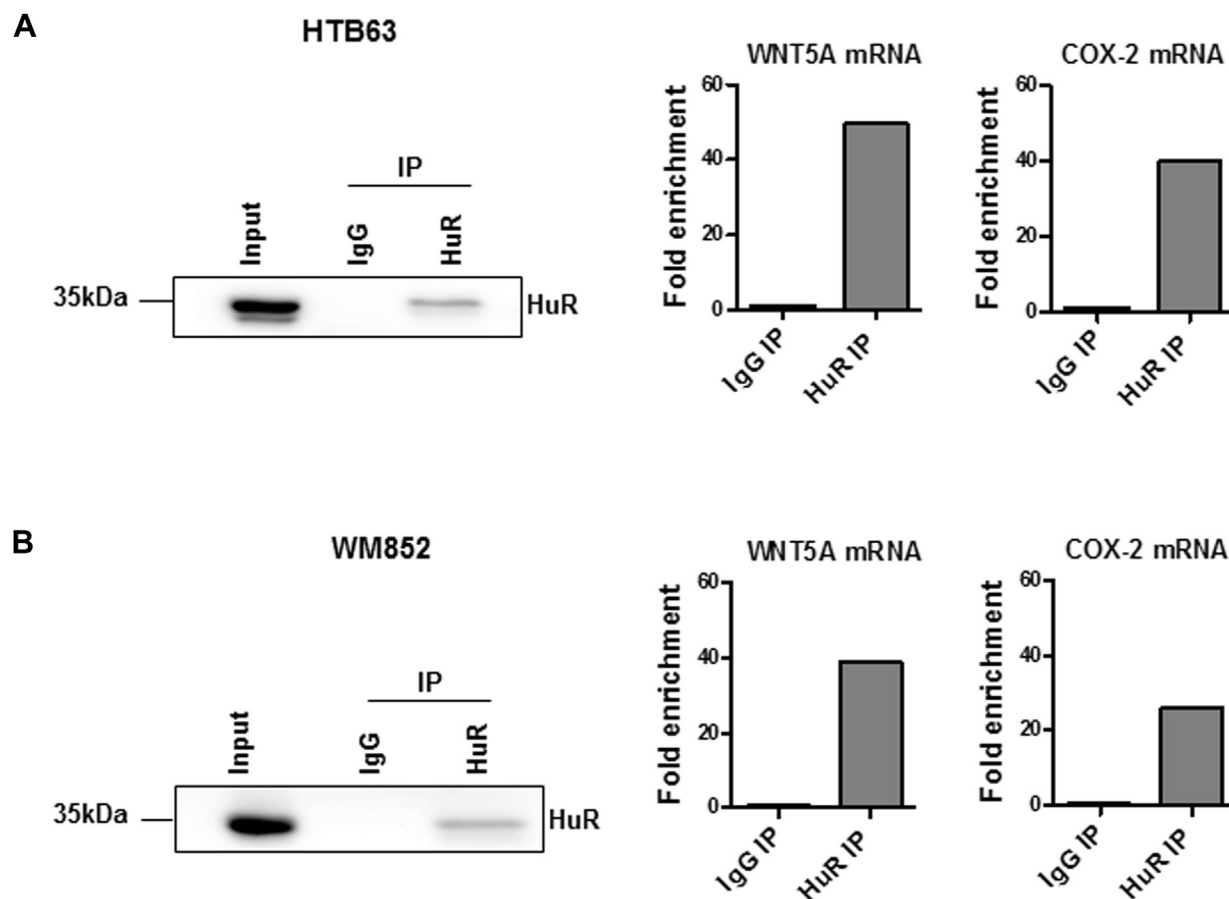 A
HTB63
IP
Input
IgG
HuR
35kDa
HuR
WNT5A mRNA
Fold enrichment
60
40
20
0
IgG IP
HuR IP
COX-2 mRNA
Fold enrichment
60
40
20
0
IgG IP
HuR IP
B
WM852
IP
Input
IgG
HuR
35kDa
HuR
WNT5A mRNA
Fold enrichment
60
40
20
0
IgG IP
HuR IP
COX-2 mRNA
Fold enrichment
60
40
20
0
IgG IP
HuR IP